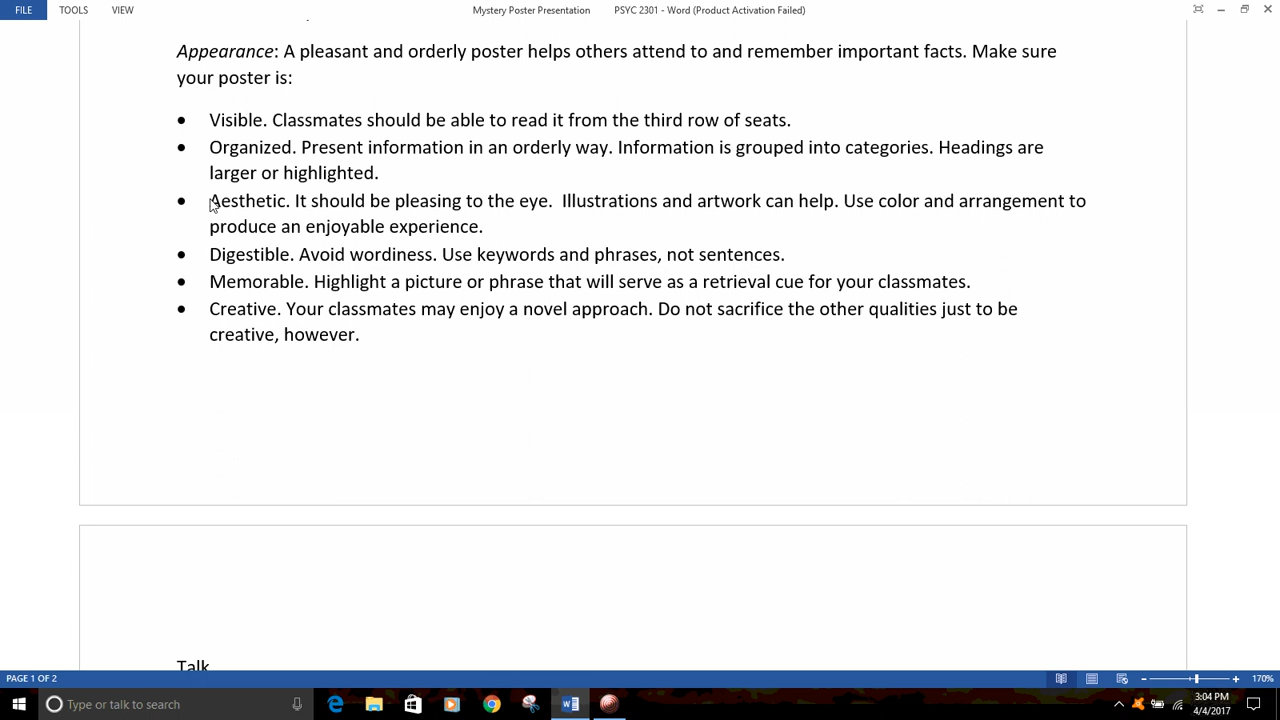 FILE TOOLS VIEW Mystery Poster Presentation PSYC 2301 - Word (Product Activation Failed)
Appearance: A pleasant and orderly poster helps others attend to and remember important facts. Make sure
your poster is:
• Visible. Classmates should be able to read it from the third row of seats.
• Organized. Present information in an orderly way. Information is grouped into categories. Headings are
larger or highlighted.
• Aesthetic. It should be pleasing to the eye.  Illustrations and artwork can help. Use color and arrangement to
produce an enjoyable experience.
• Digestible. Avoid wordiness. Use keywords and phrases, not sentences.
• Memorable. Highlight a picture or phrase that will serve as a retrieval cue for your classmates.
• Creative. Your classmates may enjoy a novel approach. Do not sacrifice the other qualities just to be
creative, however.
Talk
PAGE 1 OF 2 170%
Type or talk to search 3:04 PM
4/4/2017